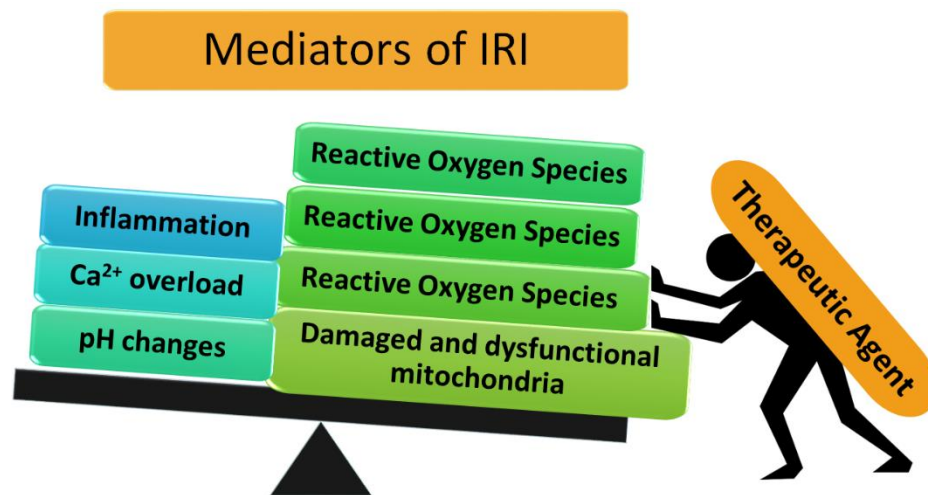 Mediators of IRI
Reactive Oxygen Species
Inflammation
Reactive Oxygen Species
Ca²⁺ overload
Reactive Oxygen Species
pH changes
Damaged and dysfunctional
mitochondria
Therapeutic Agent